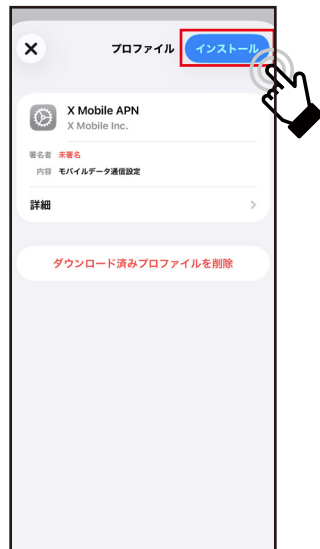 プロファイル
インストール
X Mobile APN
X Mobile Inc.
署名者 未署名
内容 モバイルデータ通信設定
詳細
ダウンロード済みプロファイルを削除